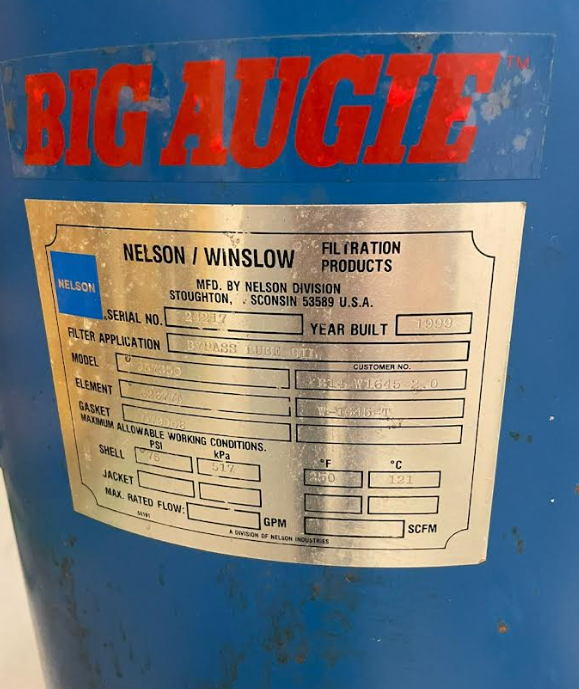 BIG AUGIE™
NELSON / WINSLOW FILTRATION PRODUCTS
NELSON
MFD. BY NELSON DIVISION
STOUGHTON, SCONSIN 53589 U.S.A.
SERIAL NO. YEAR BUILT 1999
FILTER APPLICATION BYPASS LUBE OIL
MODEL CUSTOMER NO.
ELEMENT
GASKET
MAXIMUM ALLOWABLE WORKING CONDITIONS.
PSI kPa °F °C
SHELL 75 517 250 121
JACKET
MAX. RATED FLOW: GPM SCFM
A DIVISION OF NELSON INDUSTRIES